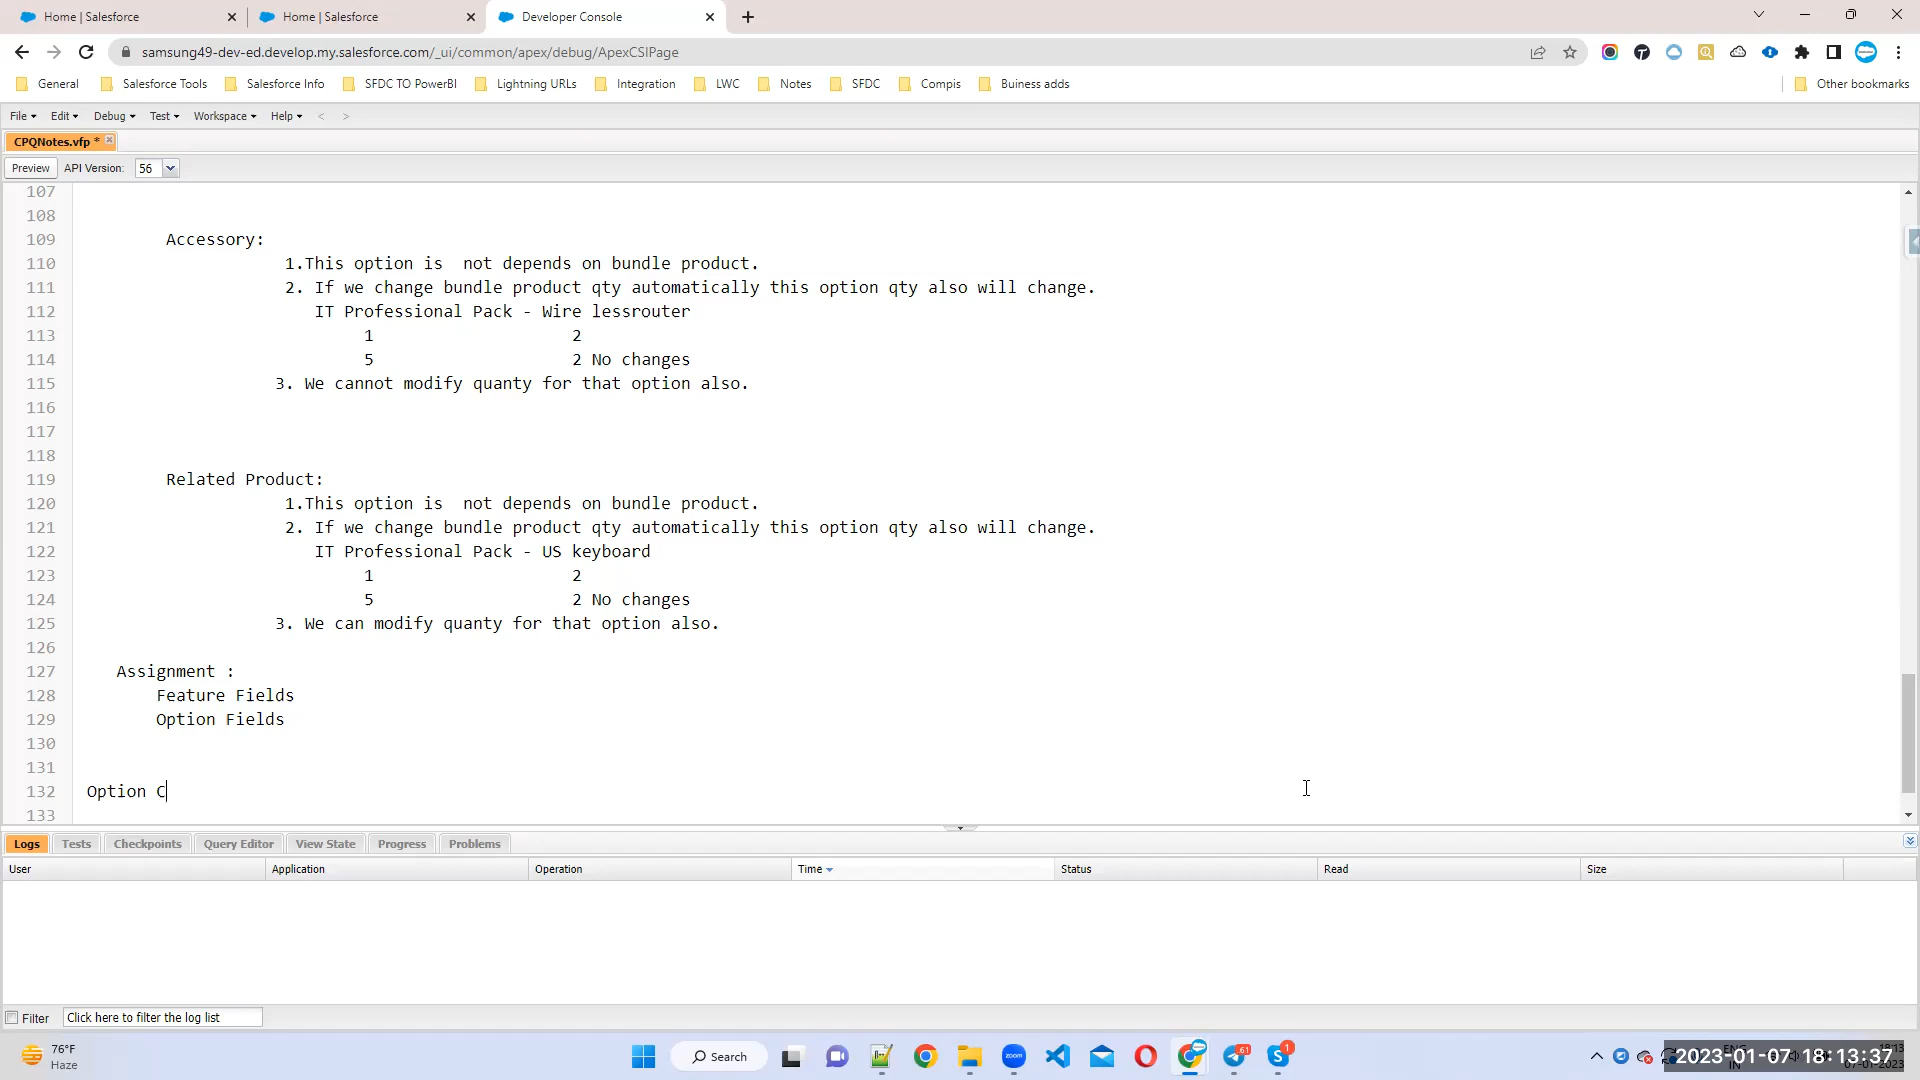 Home | Salesforce
Home | Salesforce
Developer Console
samsung49-dev-ed.develop.my.salesforce.com/_ui/common/apex/debug/ApexCSIPage
General Salesforce Tools Salesforce Info SFDC TO PowerBI Lightning URLs Integration LWC Notes SFDC Compis Buiness adds Other bookmarks
File Edit Debug Test Workspace Help < >
CPQNotes.vfp *
Preview API Version: 56
107
108
109 Accessory:
110 1.This option is  not depends on bundle product.
111 2. If we change bundle product qty automatically this option qty also will change.
112 IT Professional Pack - Wire lessrouter
113 1 2
114 5 2 No changes
115 3. We cannot modify quanty for that option also.
116
117
118
119 Related Product:
120 1.This option is  not depends on bundle product.
121 2. If we change bundle product qty automatically this option qty also will change.
122 IT Professional Pack - US keyboard
123 1 2
124 5 2 No changes
125 3. We can modify quanty for that option also.
126
127 Assignment :
128 Feature Fields
129 Option Fields
130
131
132 Option C
133
Logs Tests Checkpoints Query Editor View State Progress Problems
User Application Operation Time Status Read Size
Filter Click here to filter the log list
76°F
Haze
Search
zoom
61
1
2023-01-07 18:13:37